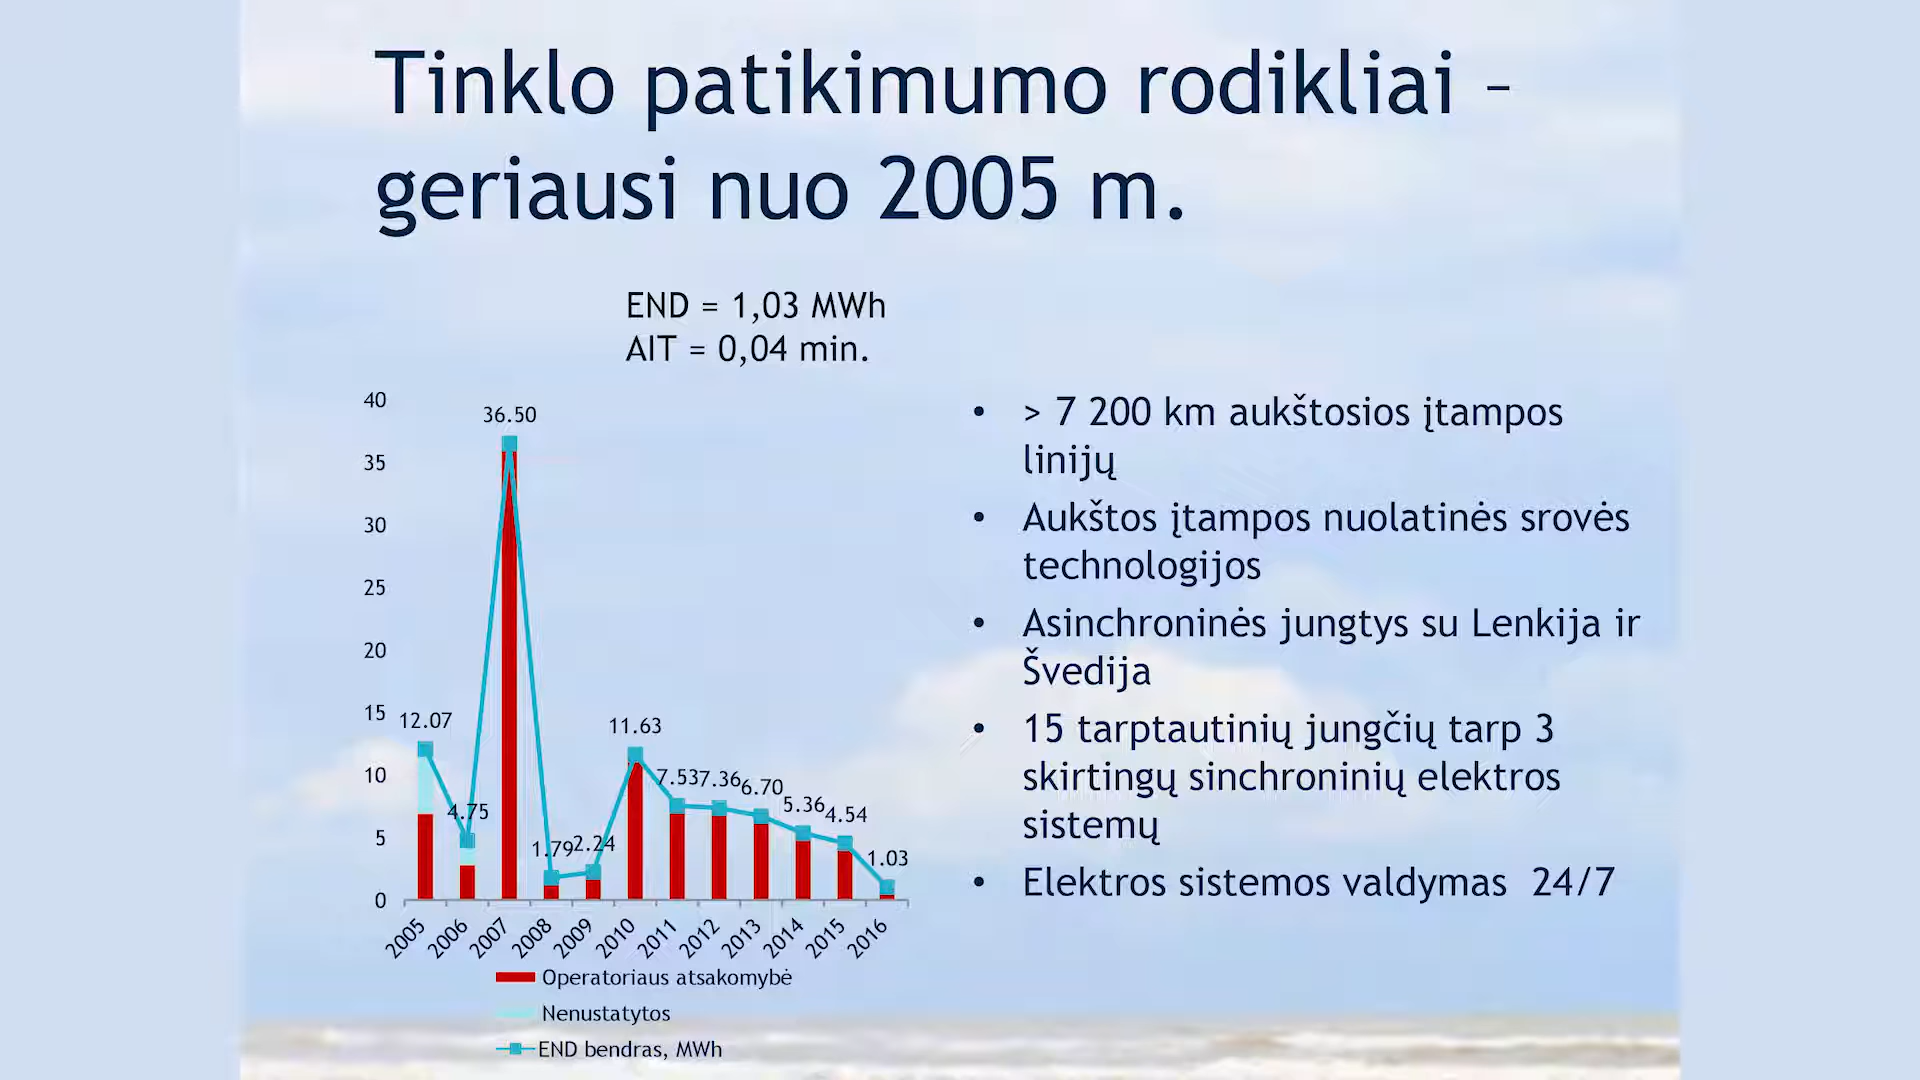 Tinklo patikimumo rodikliai –
geriausi nuo 2005 m.
END = 1,03 MWh
AIT = 0,04 min.
40
35
30
25
20
15
10
5
0
12.07
4.75
36.50
1.79
2.24
11.63
7.53
7.36
6.70
5.36
4.54
1.03
2005
2006
2007
2008
2009
2010
2011
2012
2013
2014
2015
2016
Operatoriaus atsakomybė
Nenustatytos
END bendras, MWh
• > 7 200 km aukštosios įtampos
linijų
• Aukštos įtampos nuolatinės srovės
technologijos
• Asinchroninės jungtys su Lenkija ir
Švedija
• 15 tarptautinių jungčių tarp 3
skirtingų sinchroninių elektros
sistemų
• Elektros sistemos valdymas 24/7